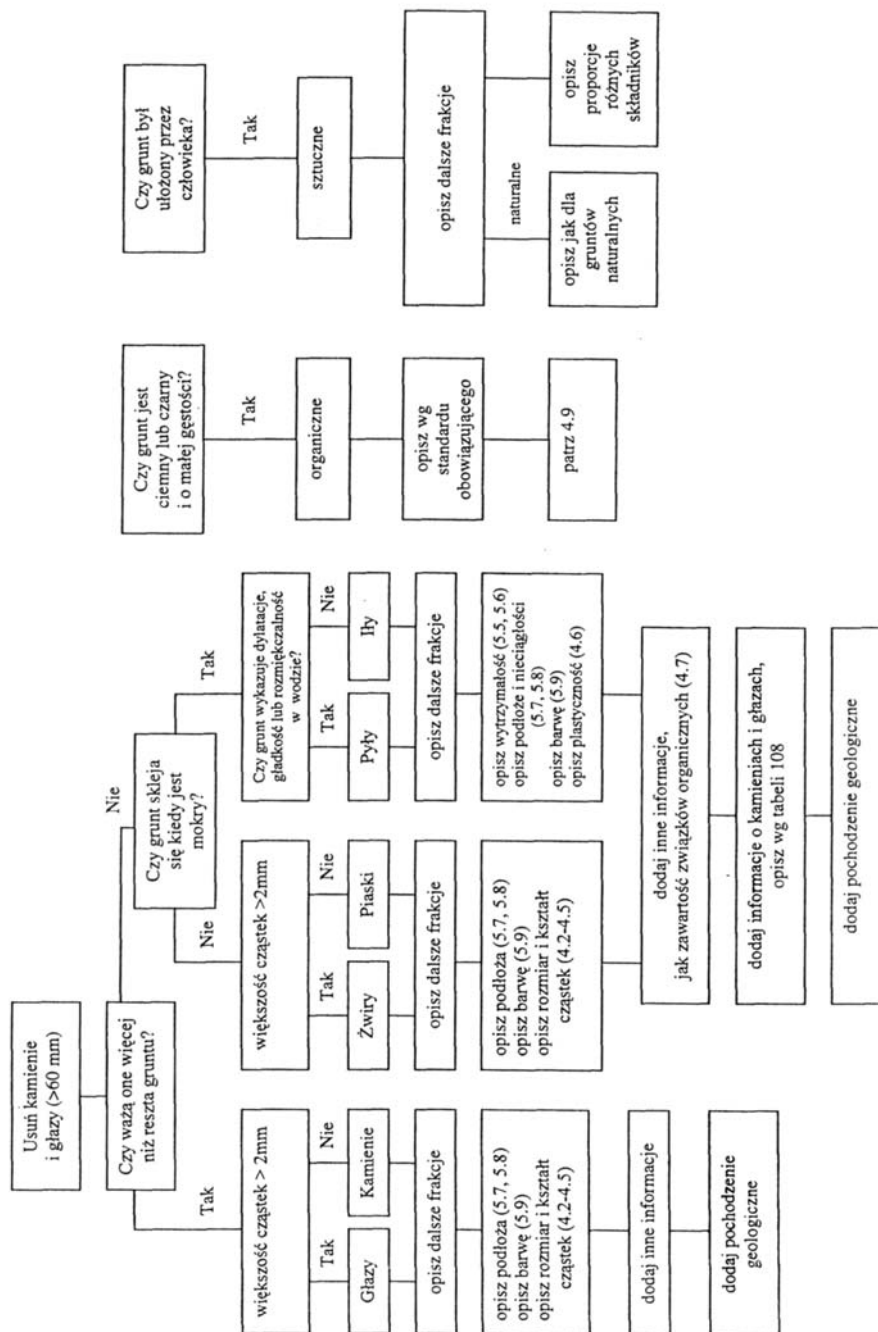 Usuń kamienie
i głazy (>60 mm)
Czy ważą one więcej
niż reszta gruntu?
Tak
Nie
większość cząstek > 2mm
Tak
Nie
Głazy
Kamienie
opisz dalsze frakcje
opisz podłoża (5.7, 5.8)
opisz barwę (5.9)
opisz rozmiar i kształt
cząstek (4.2-4.5)
dodaj inne informacje
dodaj pochodzenie
geologiczne
Czy grunt skleja
się kiedy jest
mokry?
Nie
Tak
większość cząstek >2mm
Tak
Nie
Żwiry
Piaski
opisz dalsze frakcje
opisz podłoża (5.7, 5.8)
opisz barwę (5.9)
opisz rozmiar i kształt
cząstek (4.2-4.5)
Czy grunt wykazuje dylatacje,
gładkość lub rozmiękczalność
w wodzie?
Tak
Nie
Pyły
Iły
opisz dalsze frakcje
opisz wytrzymałość (5.5, 5.6)
opisz podłoże i nieciągłości
(5.7, 5.8)
opisz barwę (5.9)
opisz plastyczność (4.6)
dodaj inne informacje,
jak zawartość związków organicznych (4.7)
dodaj informacje o kamieniach i głazach,
opisz wg tabeli 108
dodaj pochodzenie geologiczne
Czy grunt jest
ciemny lub czarny
i o małej gęstości?
Tak
organiczne
opisz wg
standardu
obowiązującego
patrz 4.9
Czy grunt był
ułożony przez
człowieka?
Tak
sztuczne
opisz dalsze frakcje
naturalne
opisz jak dla
gruntów
naturalnych
opisz
proporcje
różnych
składników